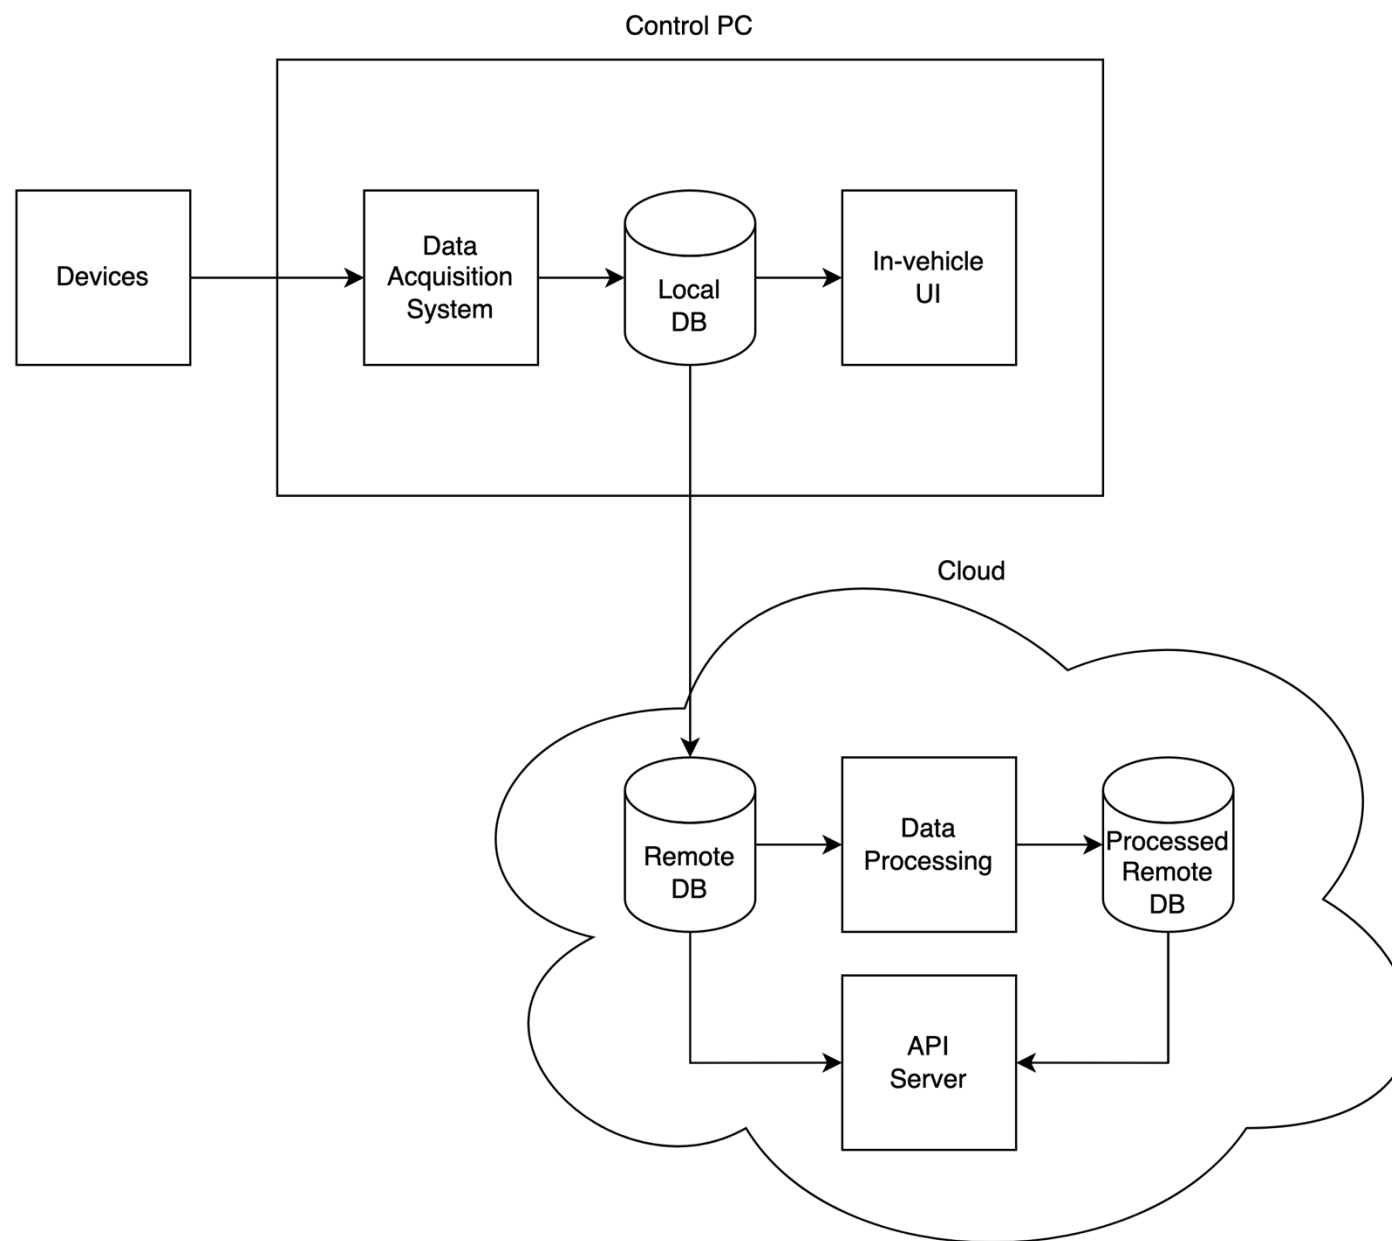 Control PC
Devices
Data
Acquisition
System
Local
DB
In-vehicle
UI
Cloud
Remote
DB
Data
Processing
Processed
Remote
DB
API
Server